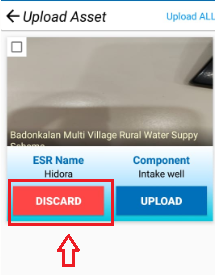 Upload Asset
Upload ALL
Badonkalan Multi Village Rural Water Suppy
Scheme
ESR Name
Component
Hidora
Intake well
DISCARD
UPLOAD